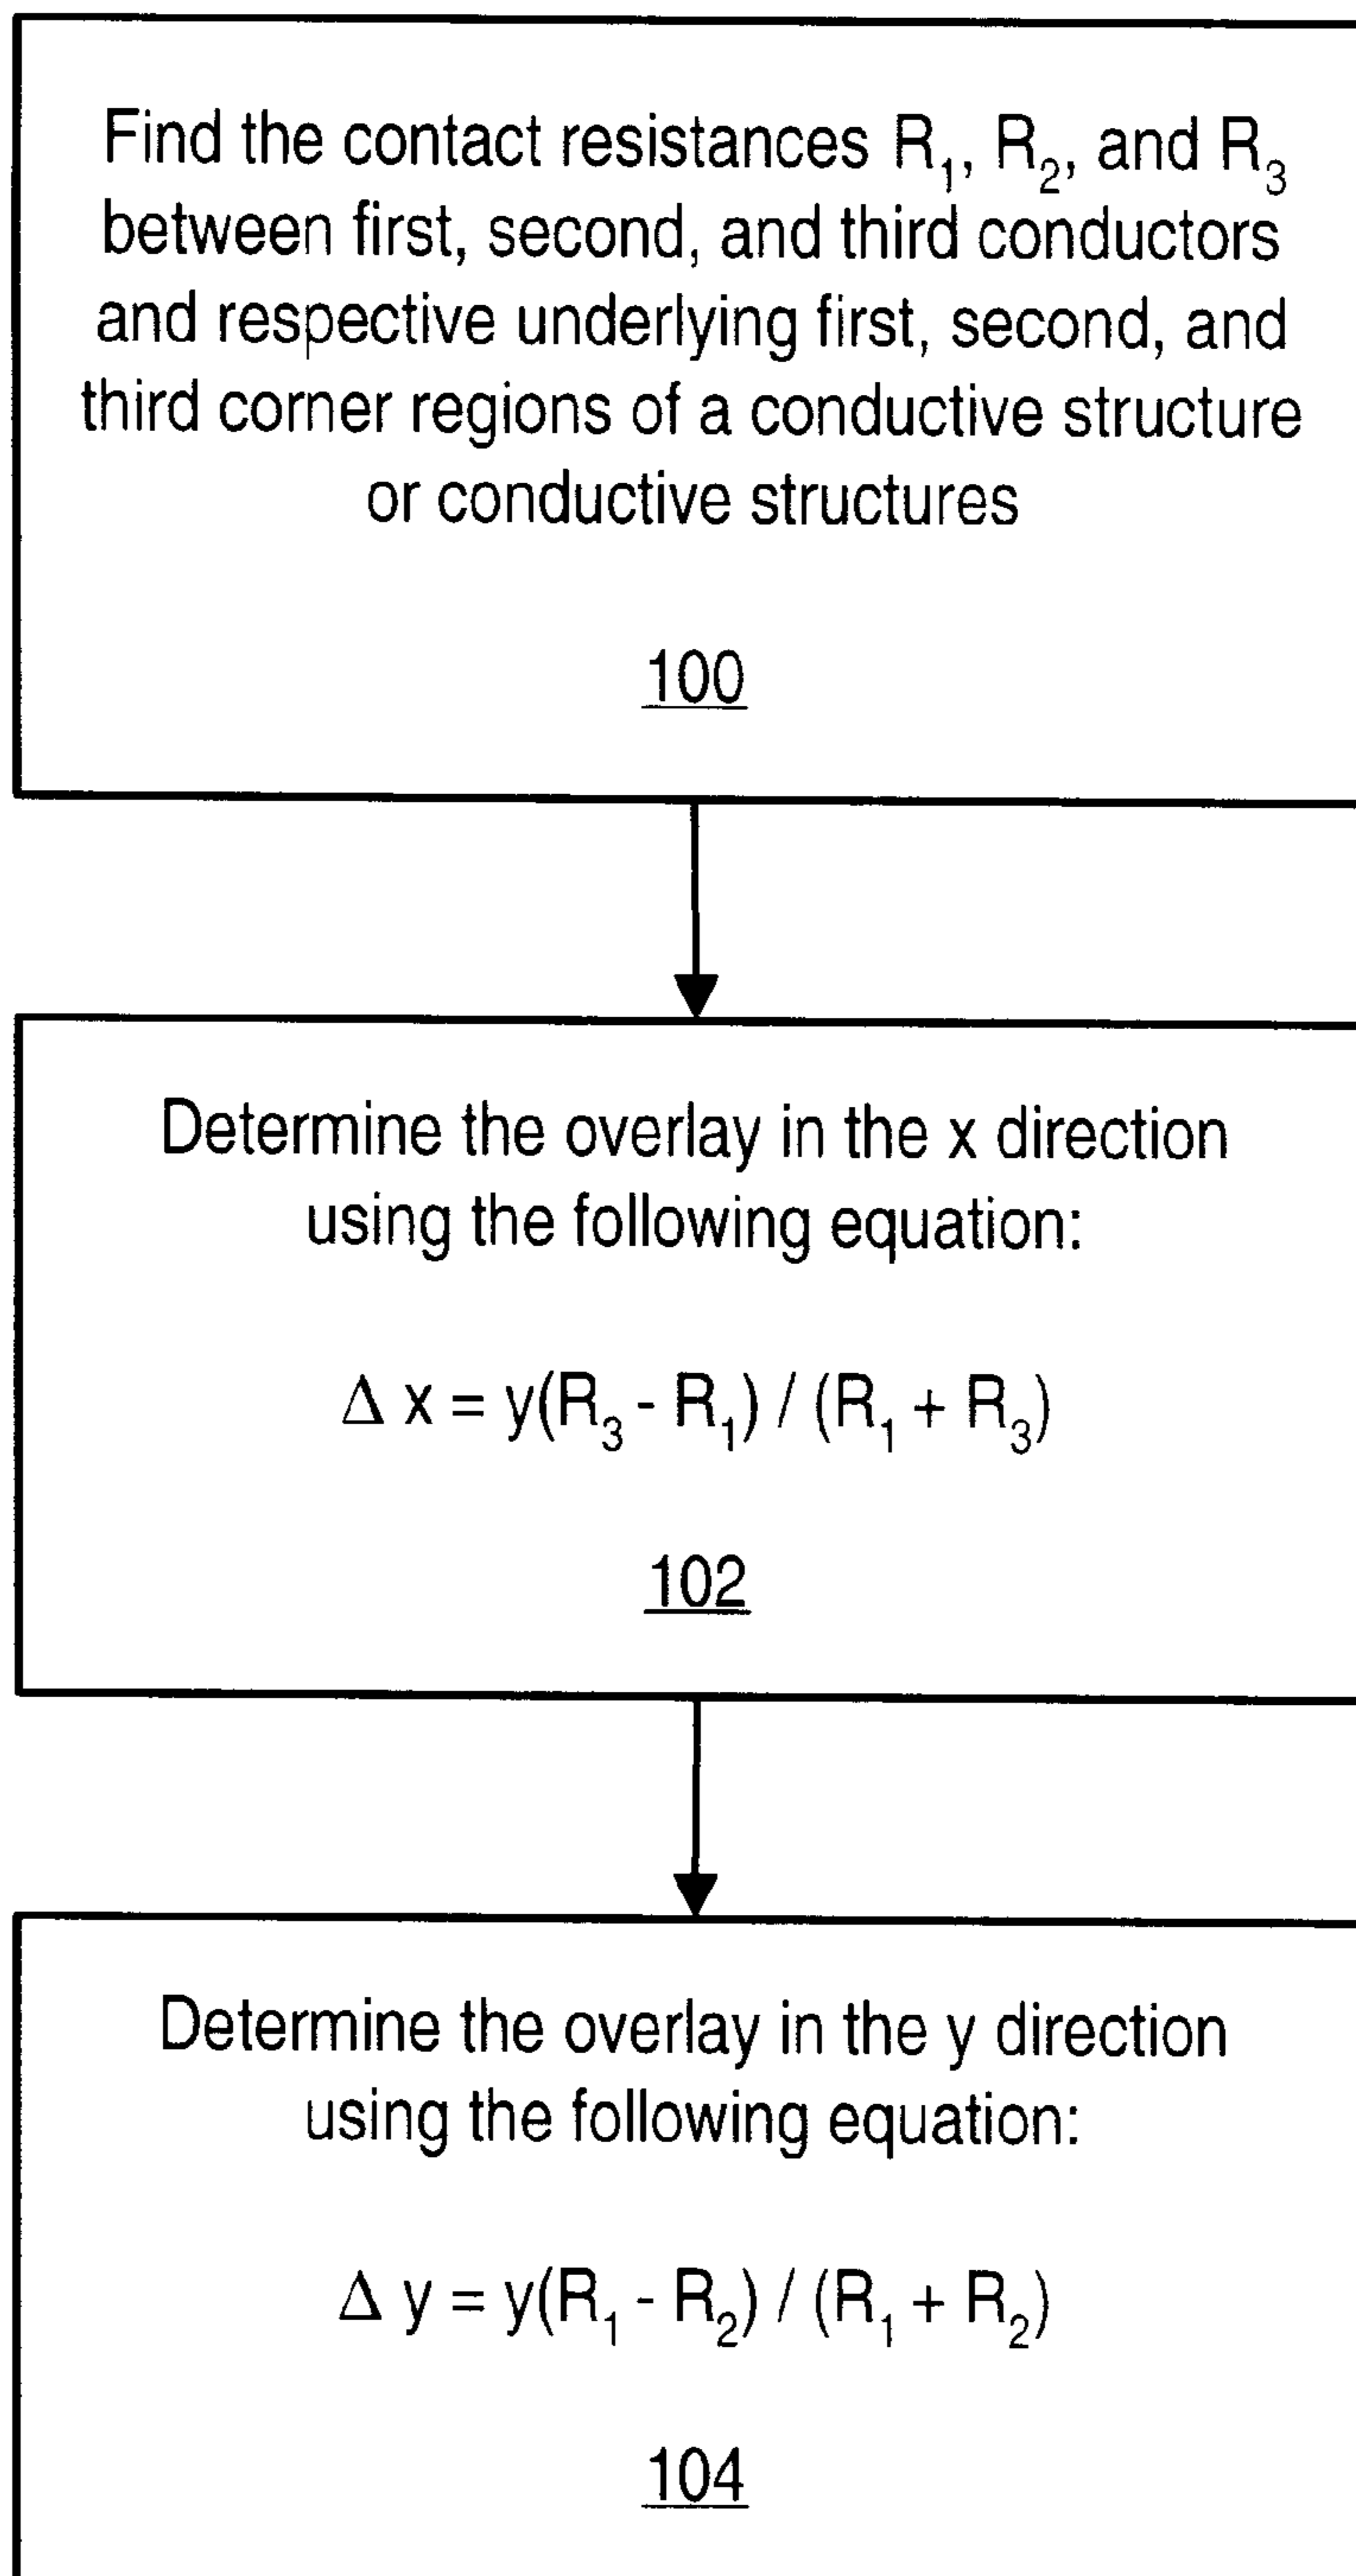 Find the contact resistances R₁, R₂, and R₃
between first, second, and third conductors
and respective underlying first, second, and
third corner regions of a conductive structure
or conductive structures
100
Determine the overlay in the x direction
using the following equation:
Δ x = y(R₃ - R₁) / (R₁ + R₃)
102
Determine the overlay in the y direction
using the following equation:
Δ y = y(R₁ - R₂) / (R₁ + R₂)
104